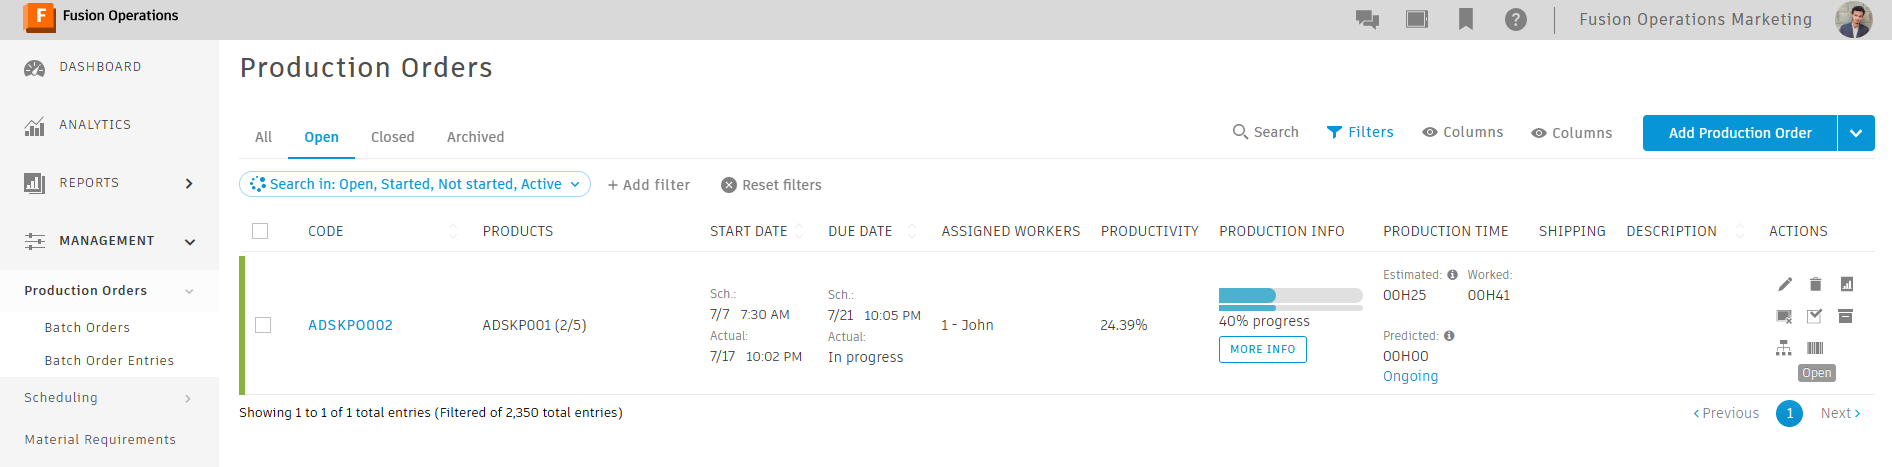 F Fusion Operations
? Fusion Operations Marketing
DASHBOARD
ANALYTICS
REPORTS
MANAGEMENT
Production Orders
Batch Orders
Batch Order Entries
Scheduling
Material Requirements
Production Orders
All Open Closed Archived
Search Filters Columns Columns Add Production Order
Search in: Open, Started, Not started, Active + Add filter Reset filters
CODE PRODUCTS START DATE DUE DATE ASSIGNED WORKERS PRODUCTIVITY PRODUCTION INFO PRODUCTION TIME SHIPPING DESCRIPTION ACTIONS
ADSKPO002
ADSKP001 (2/5)
Sch.:
7/7 7:30 AM
Actual:
7/17 10:02 PM
Sch.:
7/21 10:05 PM
Actual:
In progress
1 - John
24.39%
40% progress
MORE INFO
Estimated: Worked:
00H25 00H41
Predicted:
00H00
Ongoing
Open
Showing 1 to 1 of 1 total entries (Filtered of 2,350 total entries)
Previous 1 Next